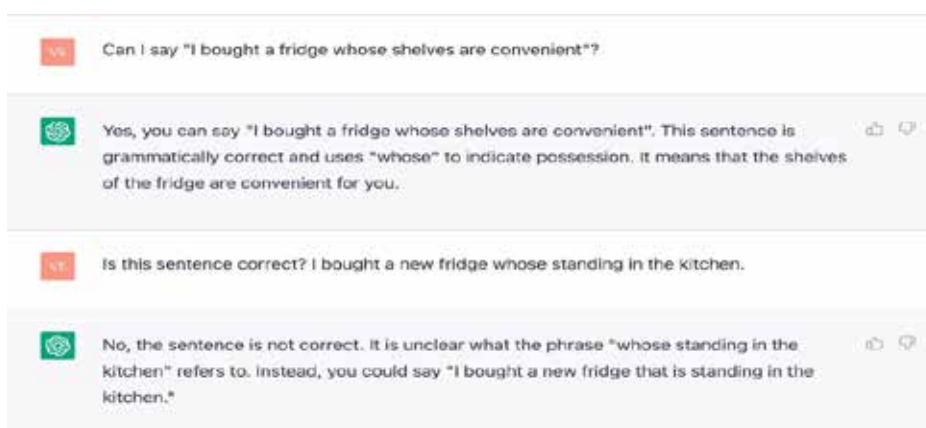 Can I say "I bought a fridge whose shelves are convenient"?
Yes, you can say "I bought a fridge whose shelves are convenient". This sentence is
grammatically correct and uses "whose" to indicate possession. It means that the shelves
of the fridge are convenient for you.
Is this sentence correct? I bought a new fridge whose standing in the kitchen.
No, the sentence is not correct. It is unclear what the phrase "whose standing in the
kitchen" refers to. Instead, you could say "I bought a new fridge that is standing in the
kitchen."